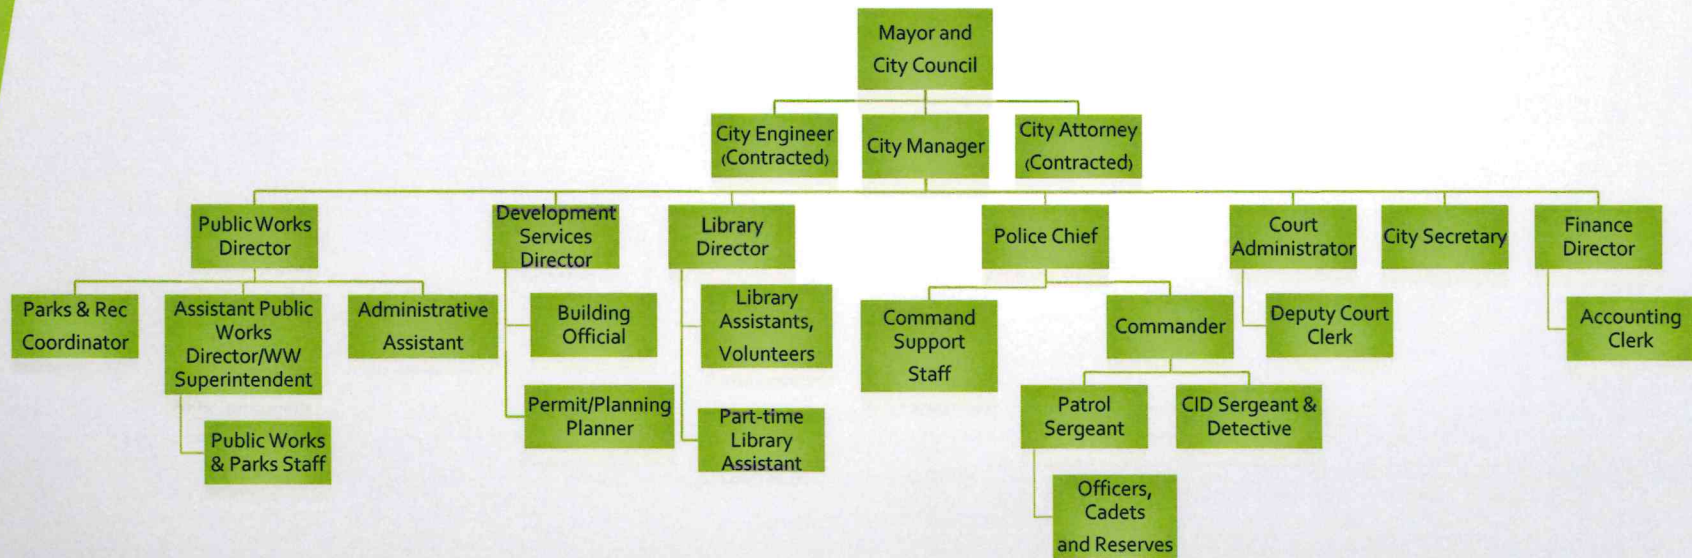 Mayor and
City Council
City Engineer
(Contracted)
City Manager
City Attorney
(Contracted)
Public Works
Director
Development
Services
Director
Library
Director
Police Chief
Court
Administrator
City Secretary
Finance
Director
Parks & Rec
Coordinator
Assistant Public
Works
Director/WW
Superintendent
Administrative
Assistant
Building
Official
Library
Assistants,
Volunteers
Command
Support
Staff
Commander
Deputy Court
Clerk
Accounting
Clerk
Public Works
& Parks Staff
Permit/Planning
Planner
Part-time
Library
Assistant
Patrol
Sergeant
CID Sergeant &
Detective
Officers,
Cadets
and Reserves